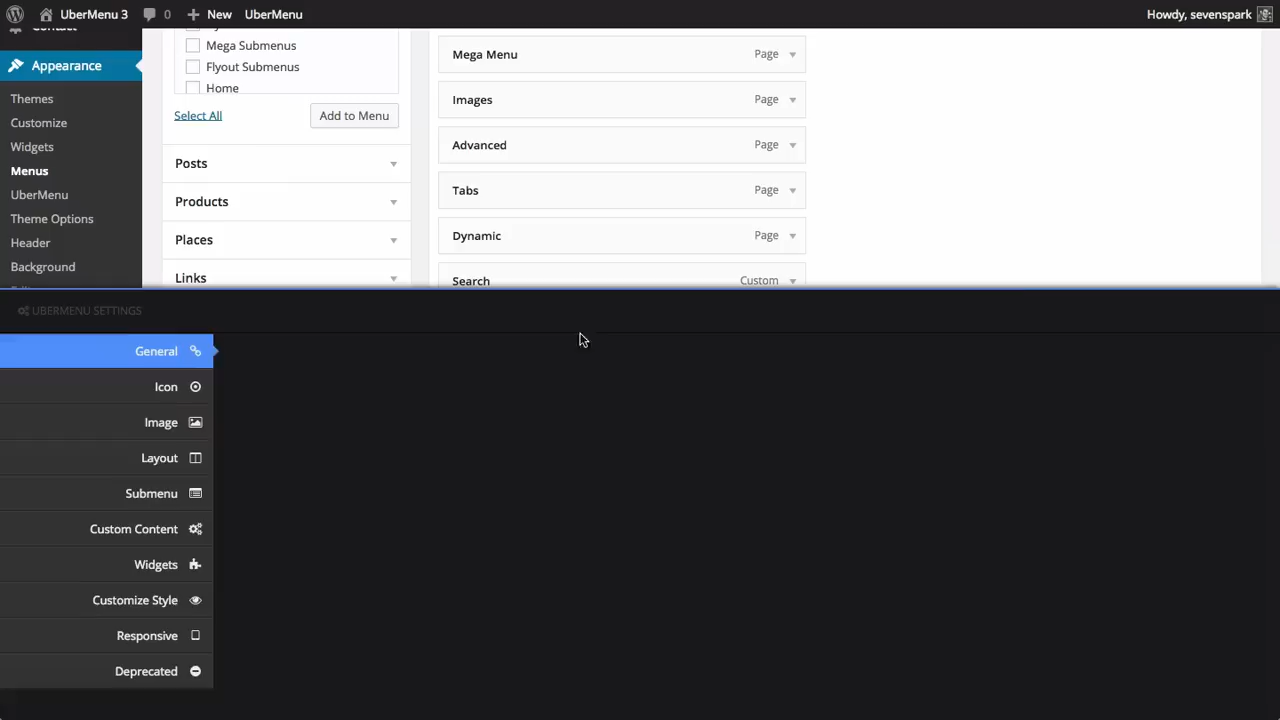 UberMenu 3 0 New UberMenu Howdy, sevenspark
Contact
Appearance
Themes
Customize
Widgets
Menus
UberMenu
Theme Options
Header
Background
Mega Submenus
Flyout Submenus
Home
Select All Add to Menu
Posts
Products
Places
Links
Mega Menu Page
Images Page
Advanced Page
Tabs Page
Dynamic Page
Search Custom
UBERMENU SETTINGS
General
Icon
Image
Layout
Submenu
Custom Content
Widgets
Customize Style
Responsive
Deprecated